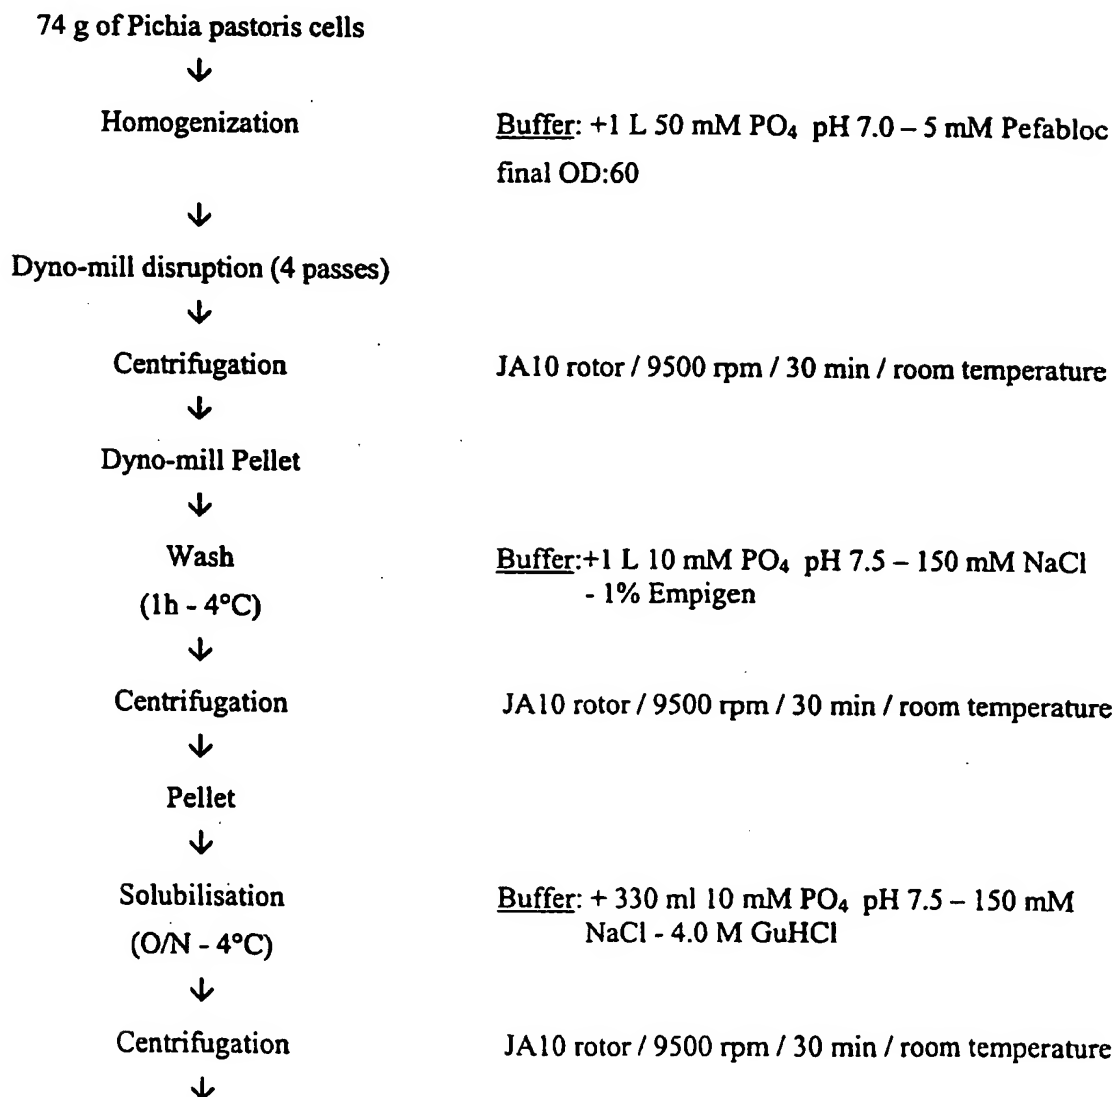 74 g of Pichia pastoris cells
↓
Homogenization Buffer: +1 L 50 mM PO₄ pH 7.0 – 5 mM Pefabloc
final OD:60
↓
Dyno-mill disruption (4 passes)
↓
Centrifugation JA10 rotor / 9500 rpm / 30 min / room temperature
↓
Dyno-mill Pellet
↓
Wash Buffer:+1 L 10 mM PO₄ pH 7.5 – 150 mM NaCl
(1h - 4°C) - 1% Empigen
↓
Centrifugation JA10 rotor / 9500 rpm / 30 min / room temperature
↓
Pellet
↓
Solubilisation Buffer: + 330 ml 10 mM PO₄ pH 7.5 – 150 mM
(O/N - 4°C) NaCl - 4.0 M GuHCl
↓
Centrifugation JA10 rotor / 9500 rpm / 30 min / room temperature
↓